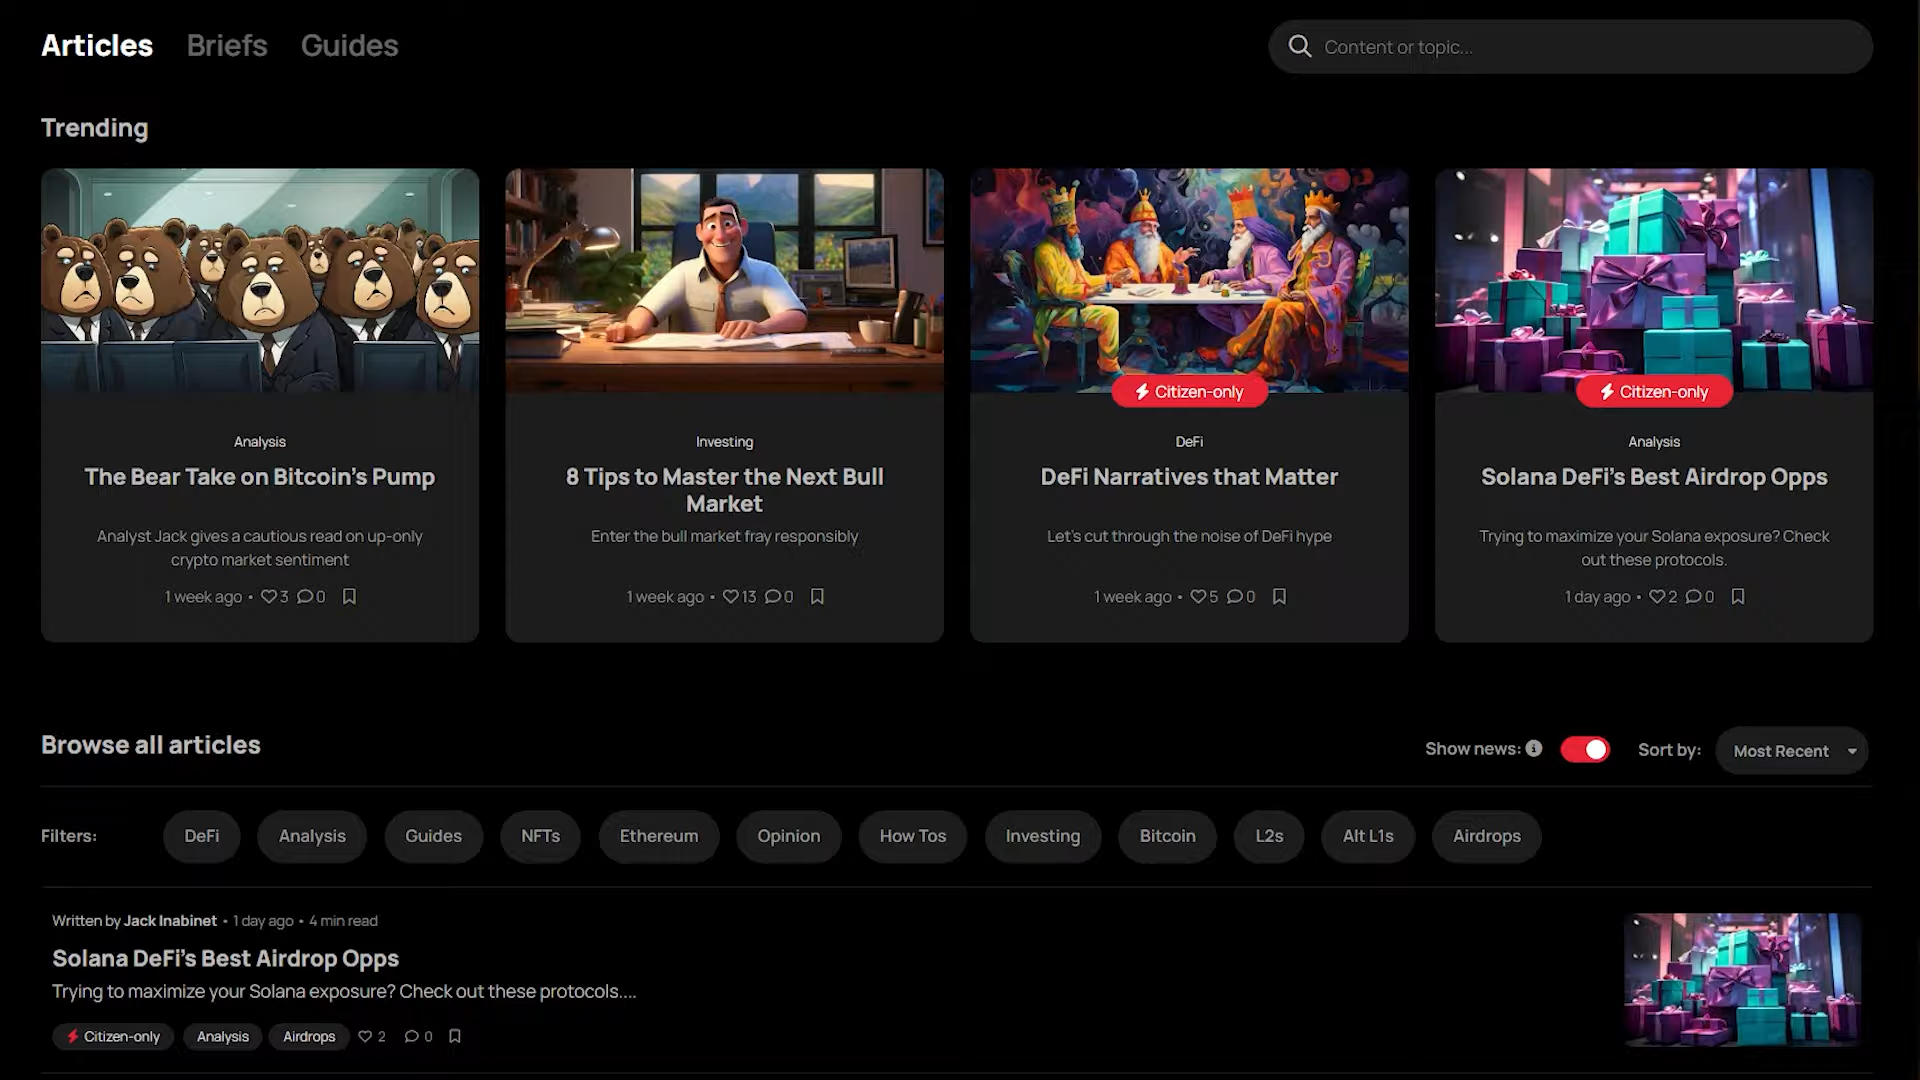 Articles Briefs Guides
Content or topic...
Trending
Citizen-only
Citizen-only
Analysis
The Bear Take on Bitcoin's Pump
Analyst Jack gives a cautious read on up-only
crypto market sentiment
1 week ago • 3 0
Investing
8 Tips to Master the Next Bull
Market
Enter the bull market fray responsibly
1 week ago • 13 0
DeFi
DeFi Narratives that Matter
Let's cut through the noise of DeFi hype
1 week ago • 5 0
Analysis
Solana DeFi's Best Airdrop Opps
Trying to maximize your Solana exposure? Check
out these protocols.
1 day ago • 2 0
Browse all articles
Show news: Sort by: Most Recent
Filters: DeFi Analysis Guides NFTs Ethereum Opinion How Tos Investing Bitcoin L2s Alt L1s Airdrops
Written by Jack Inabinet • 1 day ago • 4 min read
Solana DeFi's Best Airdrop Opps
Trying to maximize your Solana exposure? Check out these protocols....
Citizen-only Analysis Airdrops 2 0